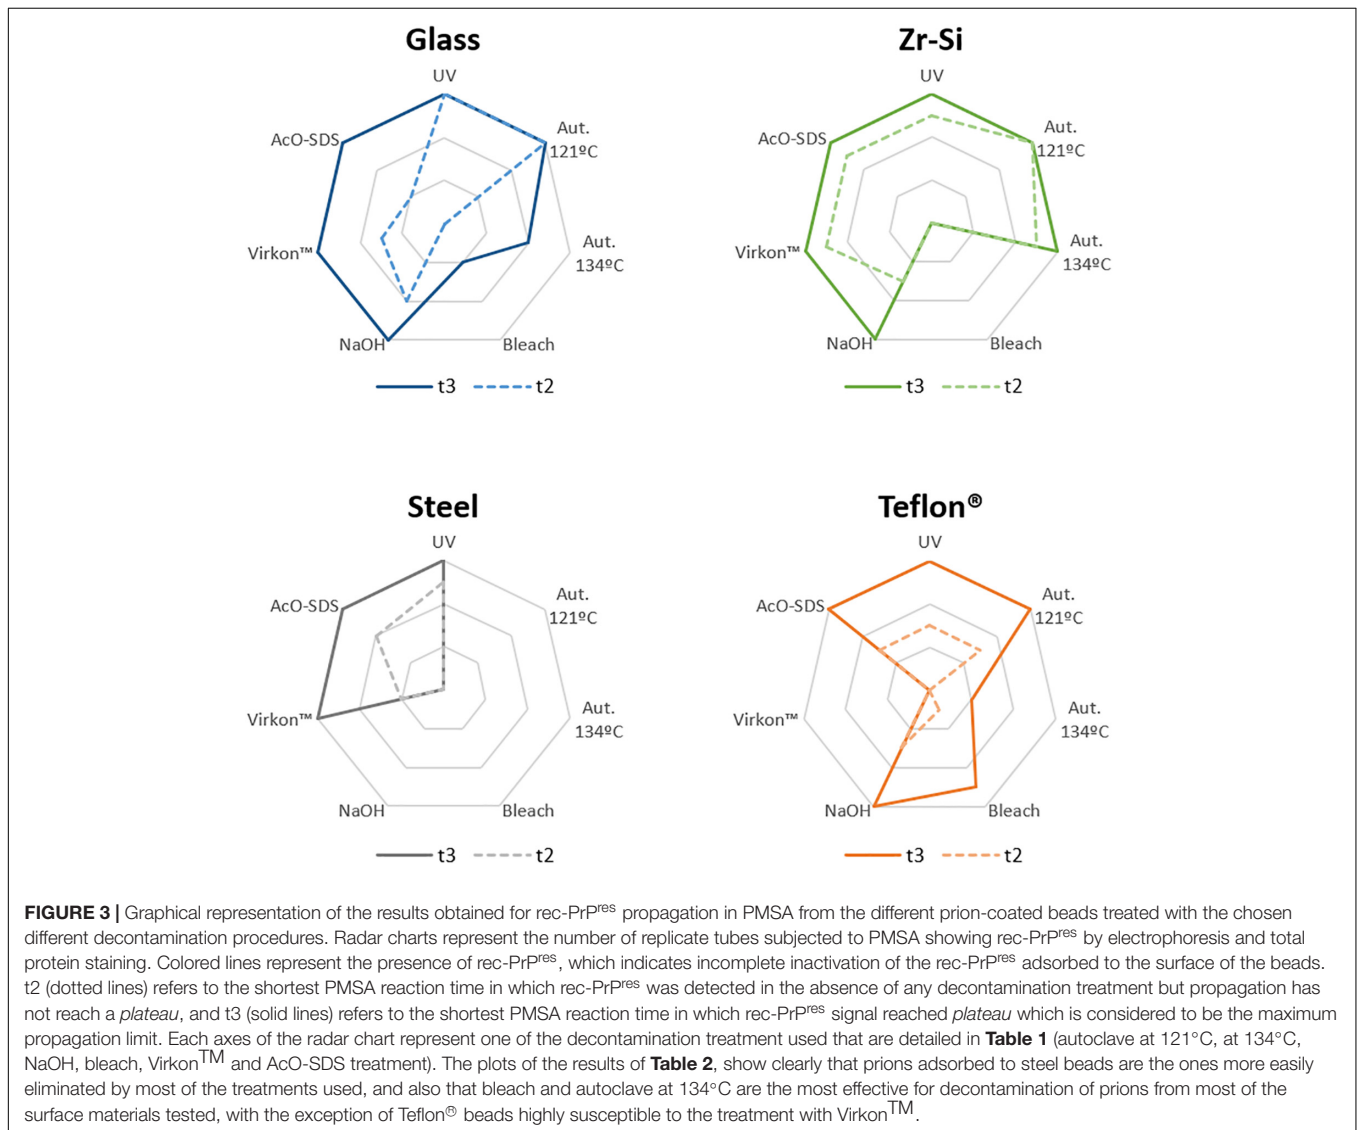 Glass
UV
Aut.
121ºC
Aut.
134ºC
Bleach
NaOH
Virkon™
AcO-SDS
t3 t2
Zr-Si
UV
Aut.
121ºC
Aut.
134ºC
Bleach
NaOH
Virkon™
AcO-SDS
t3 t2
Steel
UV
Aut.
121ºC
Aut.
134ºC
Bleach
NaOH
Virkon™
AcO-SDS
t3 t2
Teflon®
UV
Aut.
121ºC
Aut.
134ºC
Bleach
NaOH
Virkon™
AcO-SDS
t3 t2
FIGURE 3 | Graphical representation of the results obtained for rec-PrPres propagation in PMSA from the different prion-coated beads treated with the chosen
different decontamination procedures. Radar charts represent the number of replicate tubes subjected to PMSA showing rec-PrPres by electrophoresis and total
protein staining. Colored lines represent the presence of rec-PrPres, which indicates incomplete inactivation of the rec-PrPres adsorbed to the surface of the beads.
t2 (dotted lines) refers to the shortest PMSA reaction time in which rec-PrPres was detected in the absence of any decontamination treatment but propagation has
not reach a plateau, and t3 (solid lines) refers to the shortest PMSA reaction time in which rec-PrPres signal reached plateau which is considered to be the maximum
propagation limit. Each axes of the radar chart represent one of the decontamination treatment used that are detailed in Table 1 (autoclave at 121°C, at 134°C,
NaOH, bleach, Virkon™ and AcO-SDS treatment). The plots of the results of Table 2, show clearly that prions adsorbed to steel beads are the ones more easily
eliminated by most of the treatments used, and also that bleach and autoclave at 134°C are the most effective for decontamination of prions from most of the
surface materials tested, with the exception of Teflon® beads highly susceptible to the treatment with Virkon™.